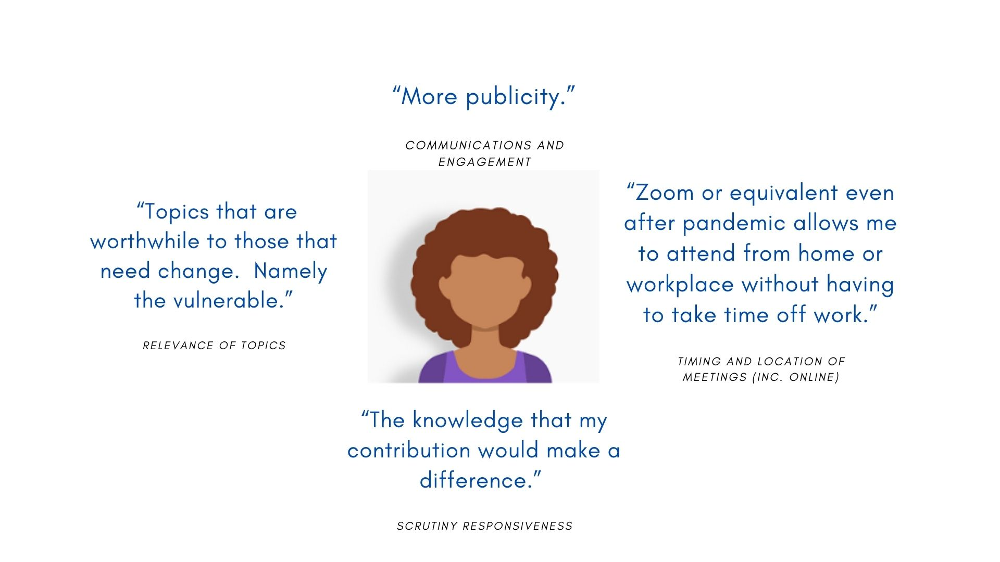 “More publicity.”
COMMUNICATIONS AND
ENGAGEMENT
“Topics that are
worthwhile to those that
need change.  Namely
the vulnerable.”
RELEVANCE OF TOPICS
“Zoom or equivalent even
after pandemic allows me
to attend from home or
workplace without having
to take time off work.”
TIMING AND LOCATION OF
MEETINGS (INC. ONLINE)
“The knowledge that my
contribution would make a
difference.”
SCRUTINY RESPONSIVENESS